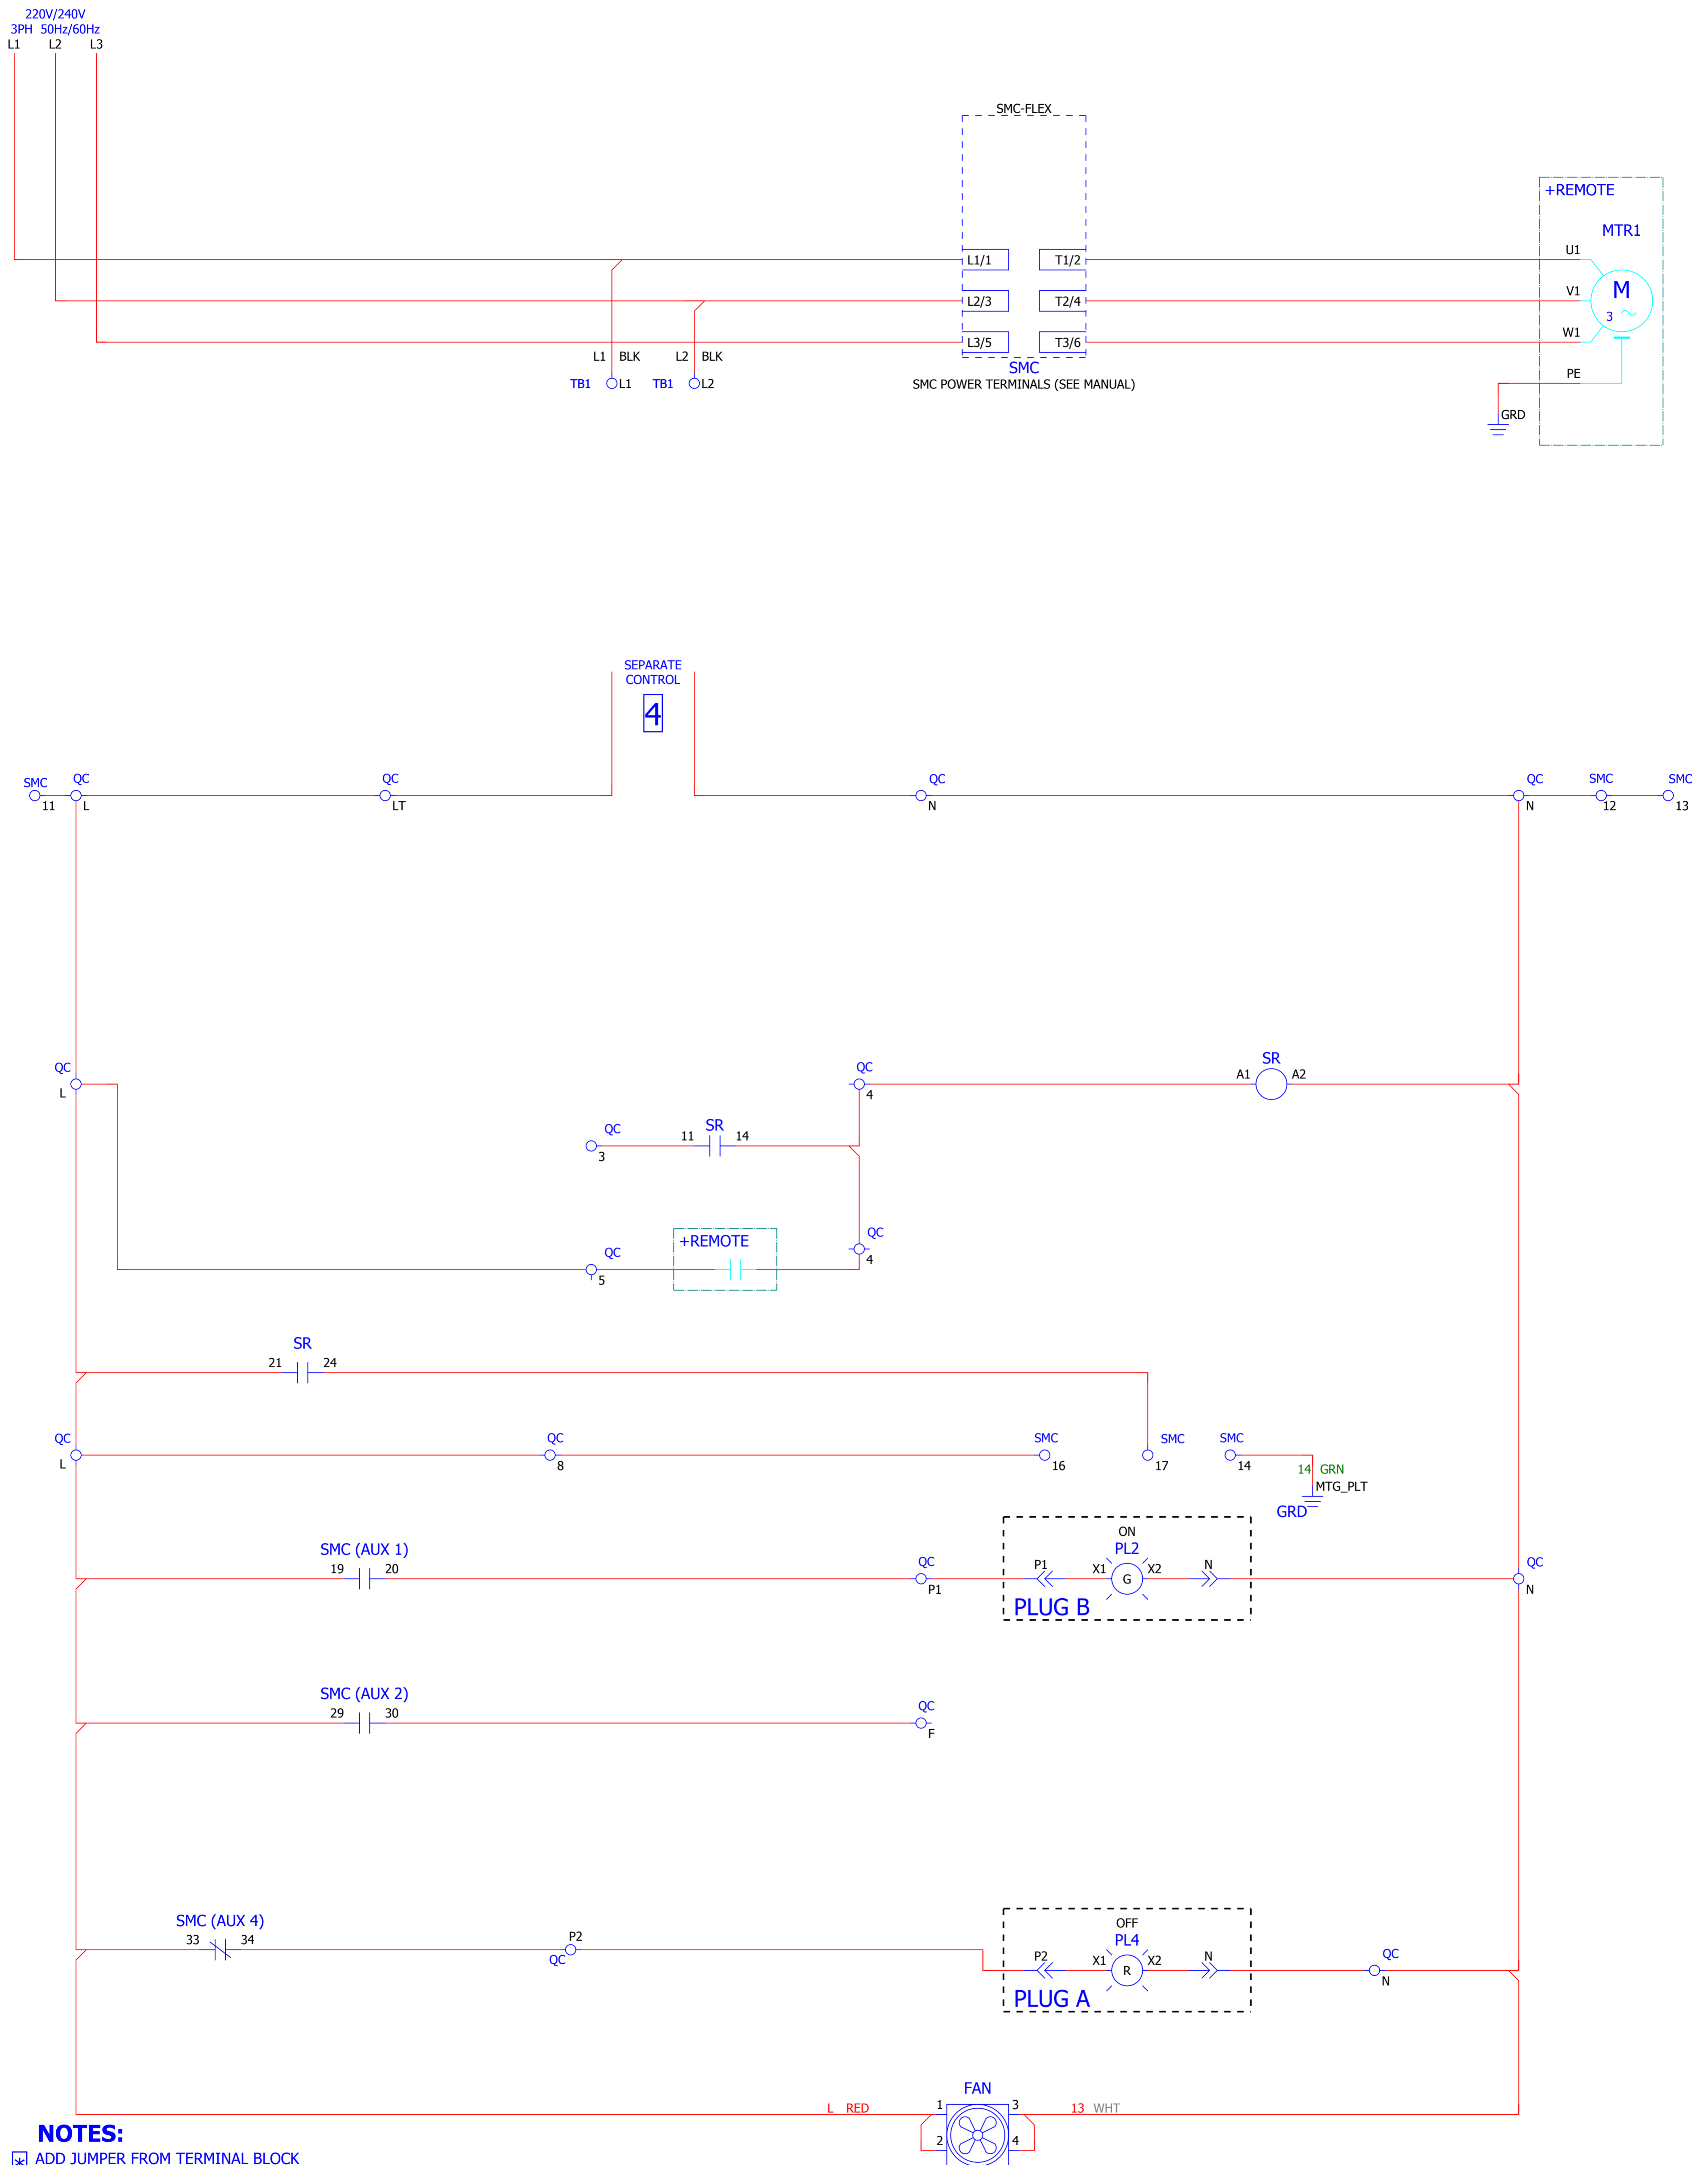 220V/240V
3PH 50Hz/60Hz
L1 L2 L3
SMC-FLEX
+REMOTE
MTR1
L1/1 T1/2 U1
L2/3 T2/4 V1 M
3
L3/5 T3/6 W1
L1 BLK L2 BLK
SMC
TB1 L1 TB1 L2
SMC POWER TERMINALS (SEE MANUAL)
PE
GRD
SEPARATE
CONTROL
4
SMC QC QC QC QC SMC SMC
11 L LT N N 12 13
QC QC SR
A1 A2
L 4
QC SR
11 14
3
QC +REMOTE QC
5 4
SR
21 24
QC QC SMC SMC SMC
L 8 16 17 14
14 GRN
MTG_PLT
GRD
ON
SMC (AUX 1) PL2
19 20 QC P1 X1 G X2 N QC
P1 N
PLUG B
SMC (AUX 2)
29 30 QC
F
OFF
SMC (AUX 4) PL4
33 34 P2 P2 X1 R X2 N QC
QC N
PLUG A
FAN
L RED 1 3 13 WHT
2 4
NOTES:
* ADD JUMPER FROM TERMINAL BLOCK